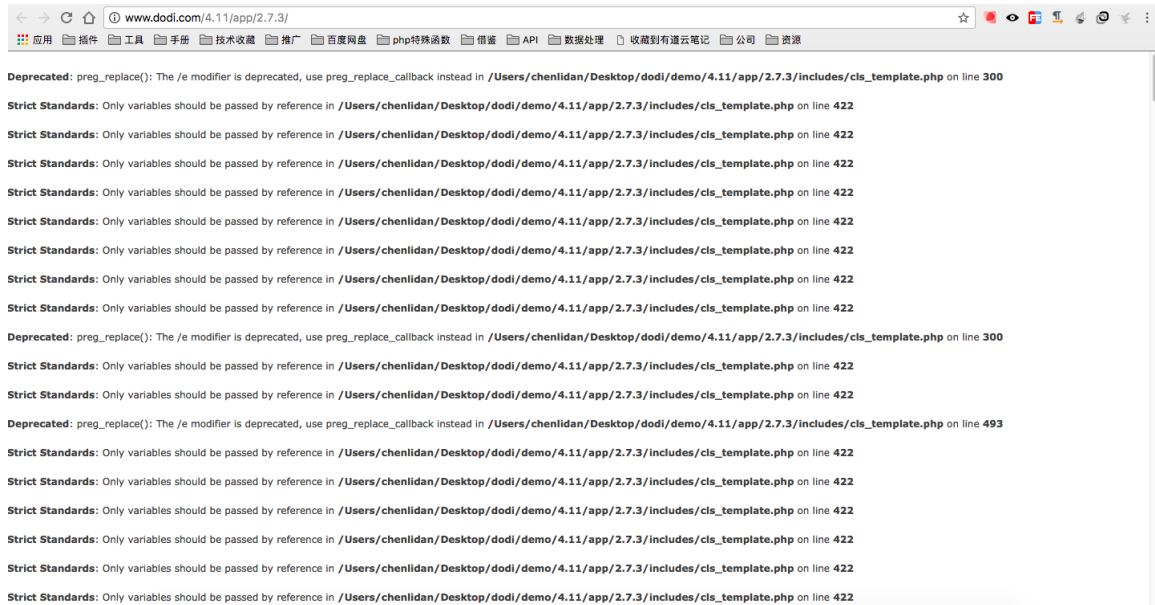 www.dodi.com/4.11/app/2.7.3/
应用 插件 工具 手册 技术收藏 推广 百度网盘 php特殊函数 借鉴 API 数据处理 收藏到有道云笔记 公司 资源
Deprecated: preg_replace(): The /e modifier is deprecated, use preg_replace_callback instead in /Users/chenlidan/Desktop/dodi/demo/4.11/app/2.7.3/includes/cls_template.php on line 300
Strict Standards: Only variables should be passed by reference in /Users/chenlidan/Desktop/dodi/demo/4.11/app/2.7.3/includes/cls_template.php on line 422
Strict Standards: Only variables should be passed by reference in /Users/chenlidan/Desktop/dodi/demo/4.11/app/2.7.3/includes/cls_template.php on line 422
Strict Standards: Only variables should be passed by reference in /Users/chenlidan/Desktop/dodi/demo/4.11/app/2.7.3/includes/cls_template.php on line 422
Strict Standards: Only variables should be passed by reference in /Users/chenlidan/Desktop/dodi/demo/4.11/app/2.7.3/includes/cls_template.php on line 422
Strict Standards: Only variables should be passed by reference in /Users/chenlidan/Desktop/dodi/demo/4.11/app/2.7.3/includes/cls_template.php on line 422
Strict Standards: Only variables should be passed by reference in /Users/chenlidan/Desktop/dodi/demo/4.11/app/2.7.3/includes/cls_template.php on line 422
Strict Standards: Only variables should be passed by reference in /Users/chenlidan/Desktop/dodi/demo/4.11/app/2.7.3/includes/cls_template.php on line 422
Strict Standards: Only variables should be passed by reference in /Users/chenlidan/Desktop/dodi/demo/4.11/app/2.7.3/includes/cls_template.php on line 422
Deprecated: preg_replace(): The /e modifier is deprecated, use preg_replace_callback instead in /Users/chenlidan/Desktop/dodi/demo/4.11/app/2.7.3/includes/cls_template.php on line 300
Strict Standards: Only variables should be passed by reference in /Users/chenlidan/Desktop/dodi/demo/4.11/app/2.7.3/includes/cls_template.php on line 422
Strict Standards: Only variables should be passed by reference in /Users/chenlidan/Desktop/dodi/demo/4.11/app/2.7.3/includes/cls_template.php on line 422
Deprecated: preg_replace(): The /e modifier is deprecated, use preg_replace_callback instead in /Users/chenlidan/Desktop/dodi/demo/4.11/app/2.7.3/includes/cls_template.php on line 493
Strict Standards: Only variables should be passed by reference in /Users/chenlidan/Desktop/dodi/demo/4.11/app/2.7.3/includes/cls_template.php on line 422
Strict Standards: Only variables should be passed by reference in /Users/chenlidan/Desktop/dodi/demo/4.11/app/2.7.3/includes/cls_template.php on line 422
Strict Standards: Only variables should be passed by reference in /Users/chenlidan/Desktop/dodi/demo/4.11/app/2.7.3/includes/cls_template.php on line 422
Strict Standards: Only variables should be passed by reference in /Users/chenlidan/Desktop/dodi/demo/4.11/app/2.7.3/includes/cls_template.php on line 422
Strict Standards: Only variables should be passed by reference in /Users/chenlidan/Desktop/dodi/demo/4.11/app/2.7.3/includes/cls_template.php on line 422
Strict Standards: Only variables should be passed by reference in /Users/chenlidan/Desktop/dodi/demo/4.11/app/2.7.3/includes/cls_template.php on line 422